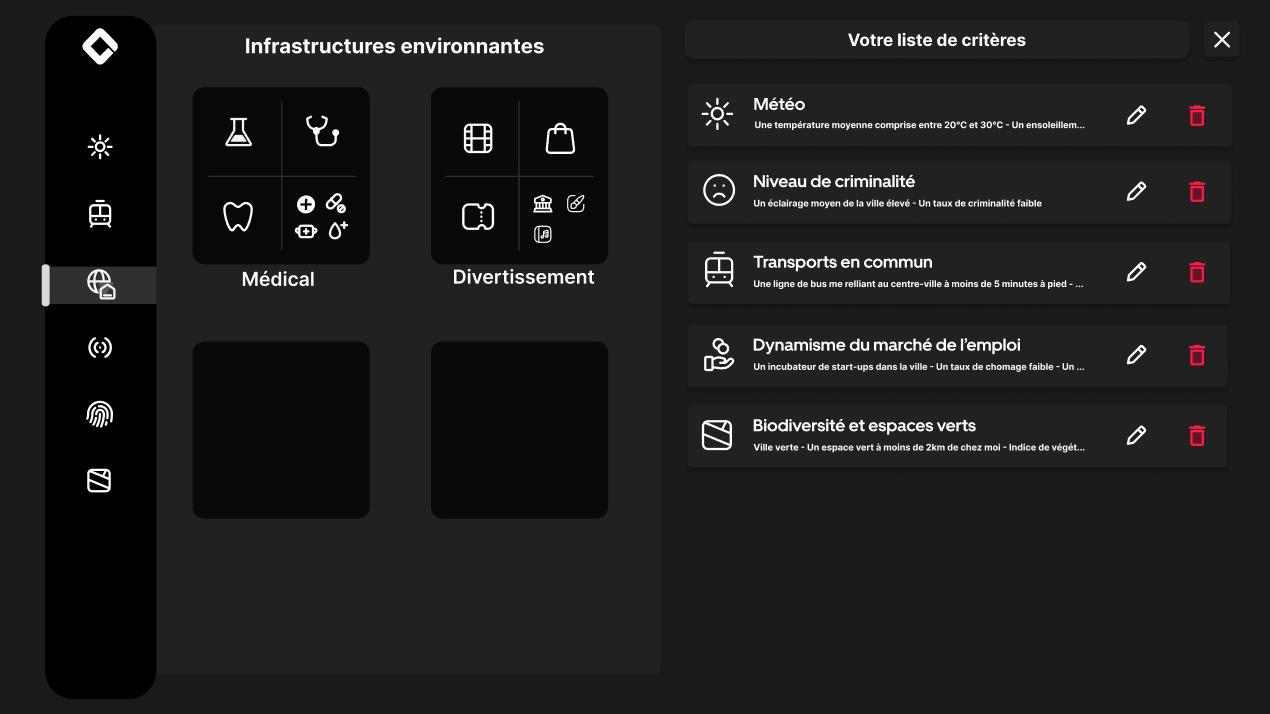 Infrastructures environnantes
Médical
Divertissement
Votre liste de critères
Météo
Une température moyenne comprise entre 20°C et 30°C - Un ensoleillem...
Niveau de criminalité
Un éclairage moyen de la ville élevé - Un taux de criminalité faible
Transports en commun
Une ligne de bus me relliant au centre-ville à moins de 5 minutes à pied - ...
Dynamisme du marché de l'emploi
Un incubateur de start-ups dans la ville - Un taux de chomage faible - Un ...
Biodiversité et espaces verts
Ville verte - Un espace vert à moins de 2km de chez moi - Indice de végét...